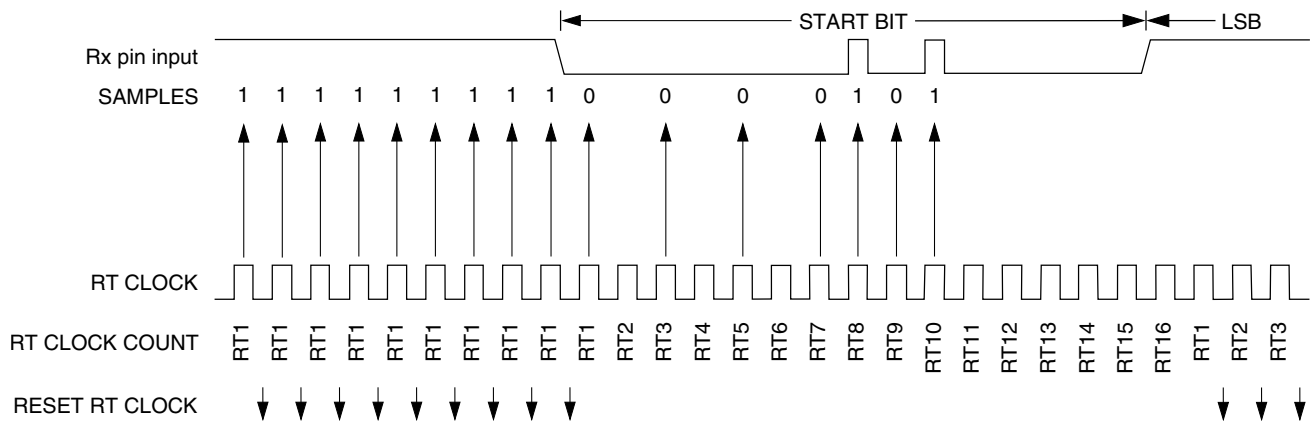 START BIT LSB
Rx pin input
SAMPLES 1 1 1 1 1 1 1 1 1 0 0 0 0 1 0 1
RT CLOCK
RT CLOCK COUNT RT1 RT1 RT1 RT1 RT1 RT1 RT1 RT1 RT1 RT1 RT2 RT3 RT4 RT5 RT6 RT7 RT8 RT9 RT10 RT11 RT12 RT13 RT14 RT15 RT16 RT1 RT2 RT3
RESET RT CLOCK